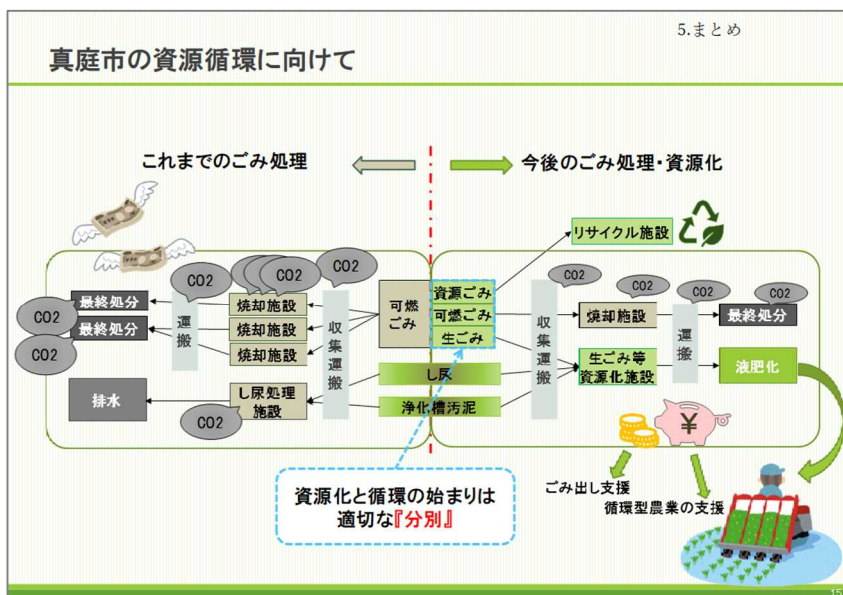 5.まとめ
真庭市の資源循環に向けて
これまでのごみ処理
今後のごみ処理・資源化
リサイクル施設
CO2
CO2
CO2
CO2
CO2
最終処分
最終処分
運搬
焼却施設
焼却施設
焼却施設
収集運搬
可燃
ごみ
排水
し尿処理
施設
CO2
資源ごみ
可燃ごみ
生ごみ
し尿
浄化槽汚泥
収集運搬
CO2
CO2
CO2
CO2
焼却施設
運搬
最終処分
生ごみ等
資源化施設
液肥化
¥
ごみ出し支援
循環型農業の支援
資源化と循環の始まりは
適切な『分別』
15